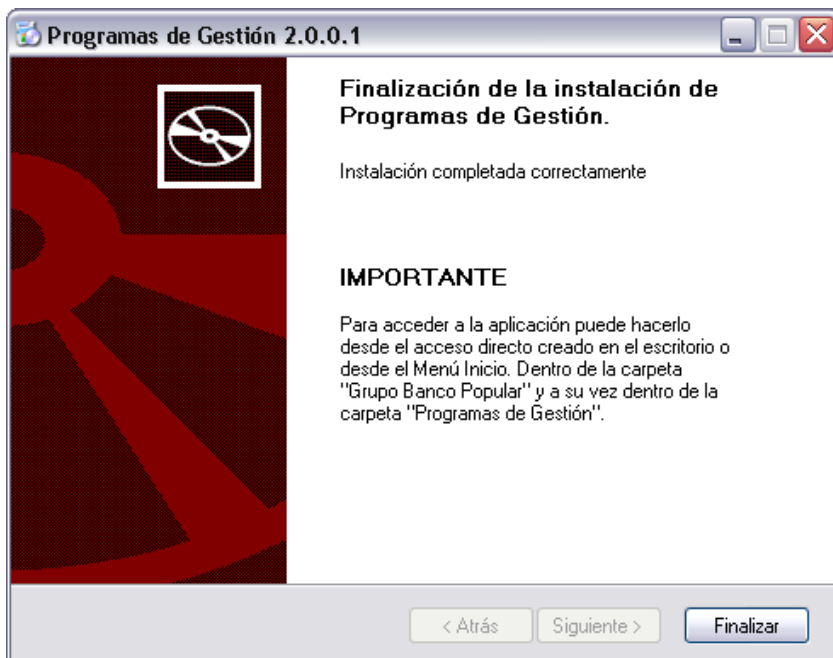 Programas de Gestión 2.0.0.1
Finalización de la instalación de
Programas de Gestión.
Instalación completada correctamente
IMPORTANTE
Para acceder a la aplicación puede hacerlo
desde el acceso directo creado en el escritorio o
desde el Menú Inicio. Dentro de la carpeta
"Grupo Banco Popular" y a su vez dentro de la
carpeta "Programas de Gestión".
< Atrás
Siguiente >
Finalizar